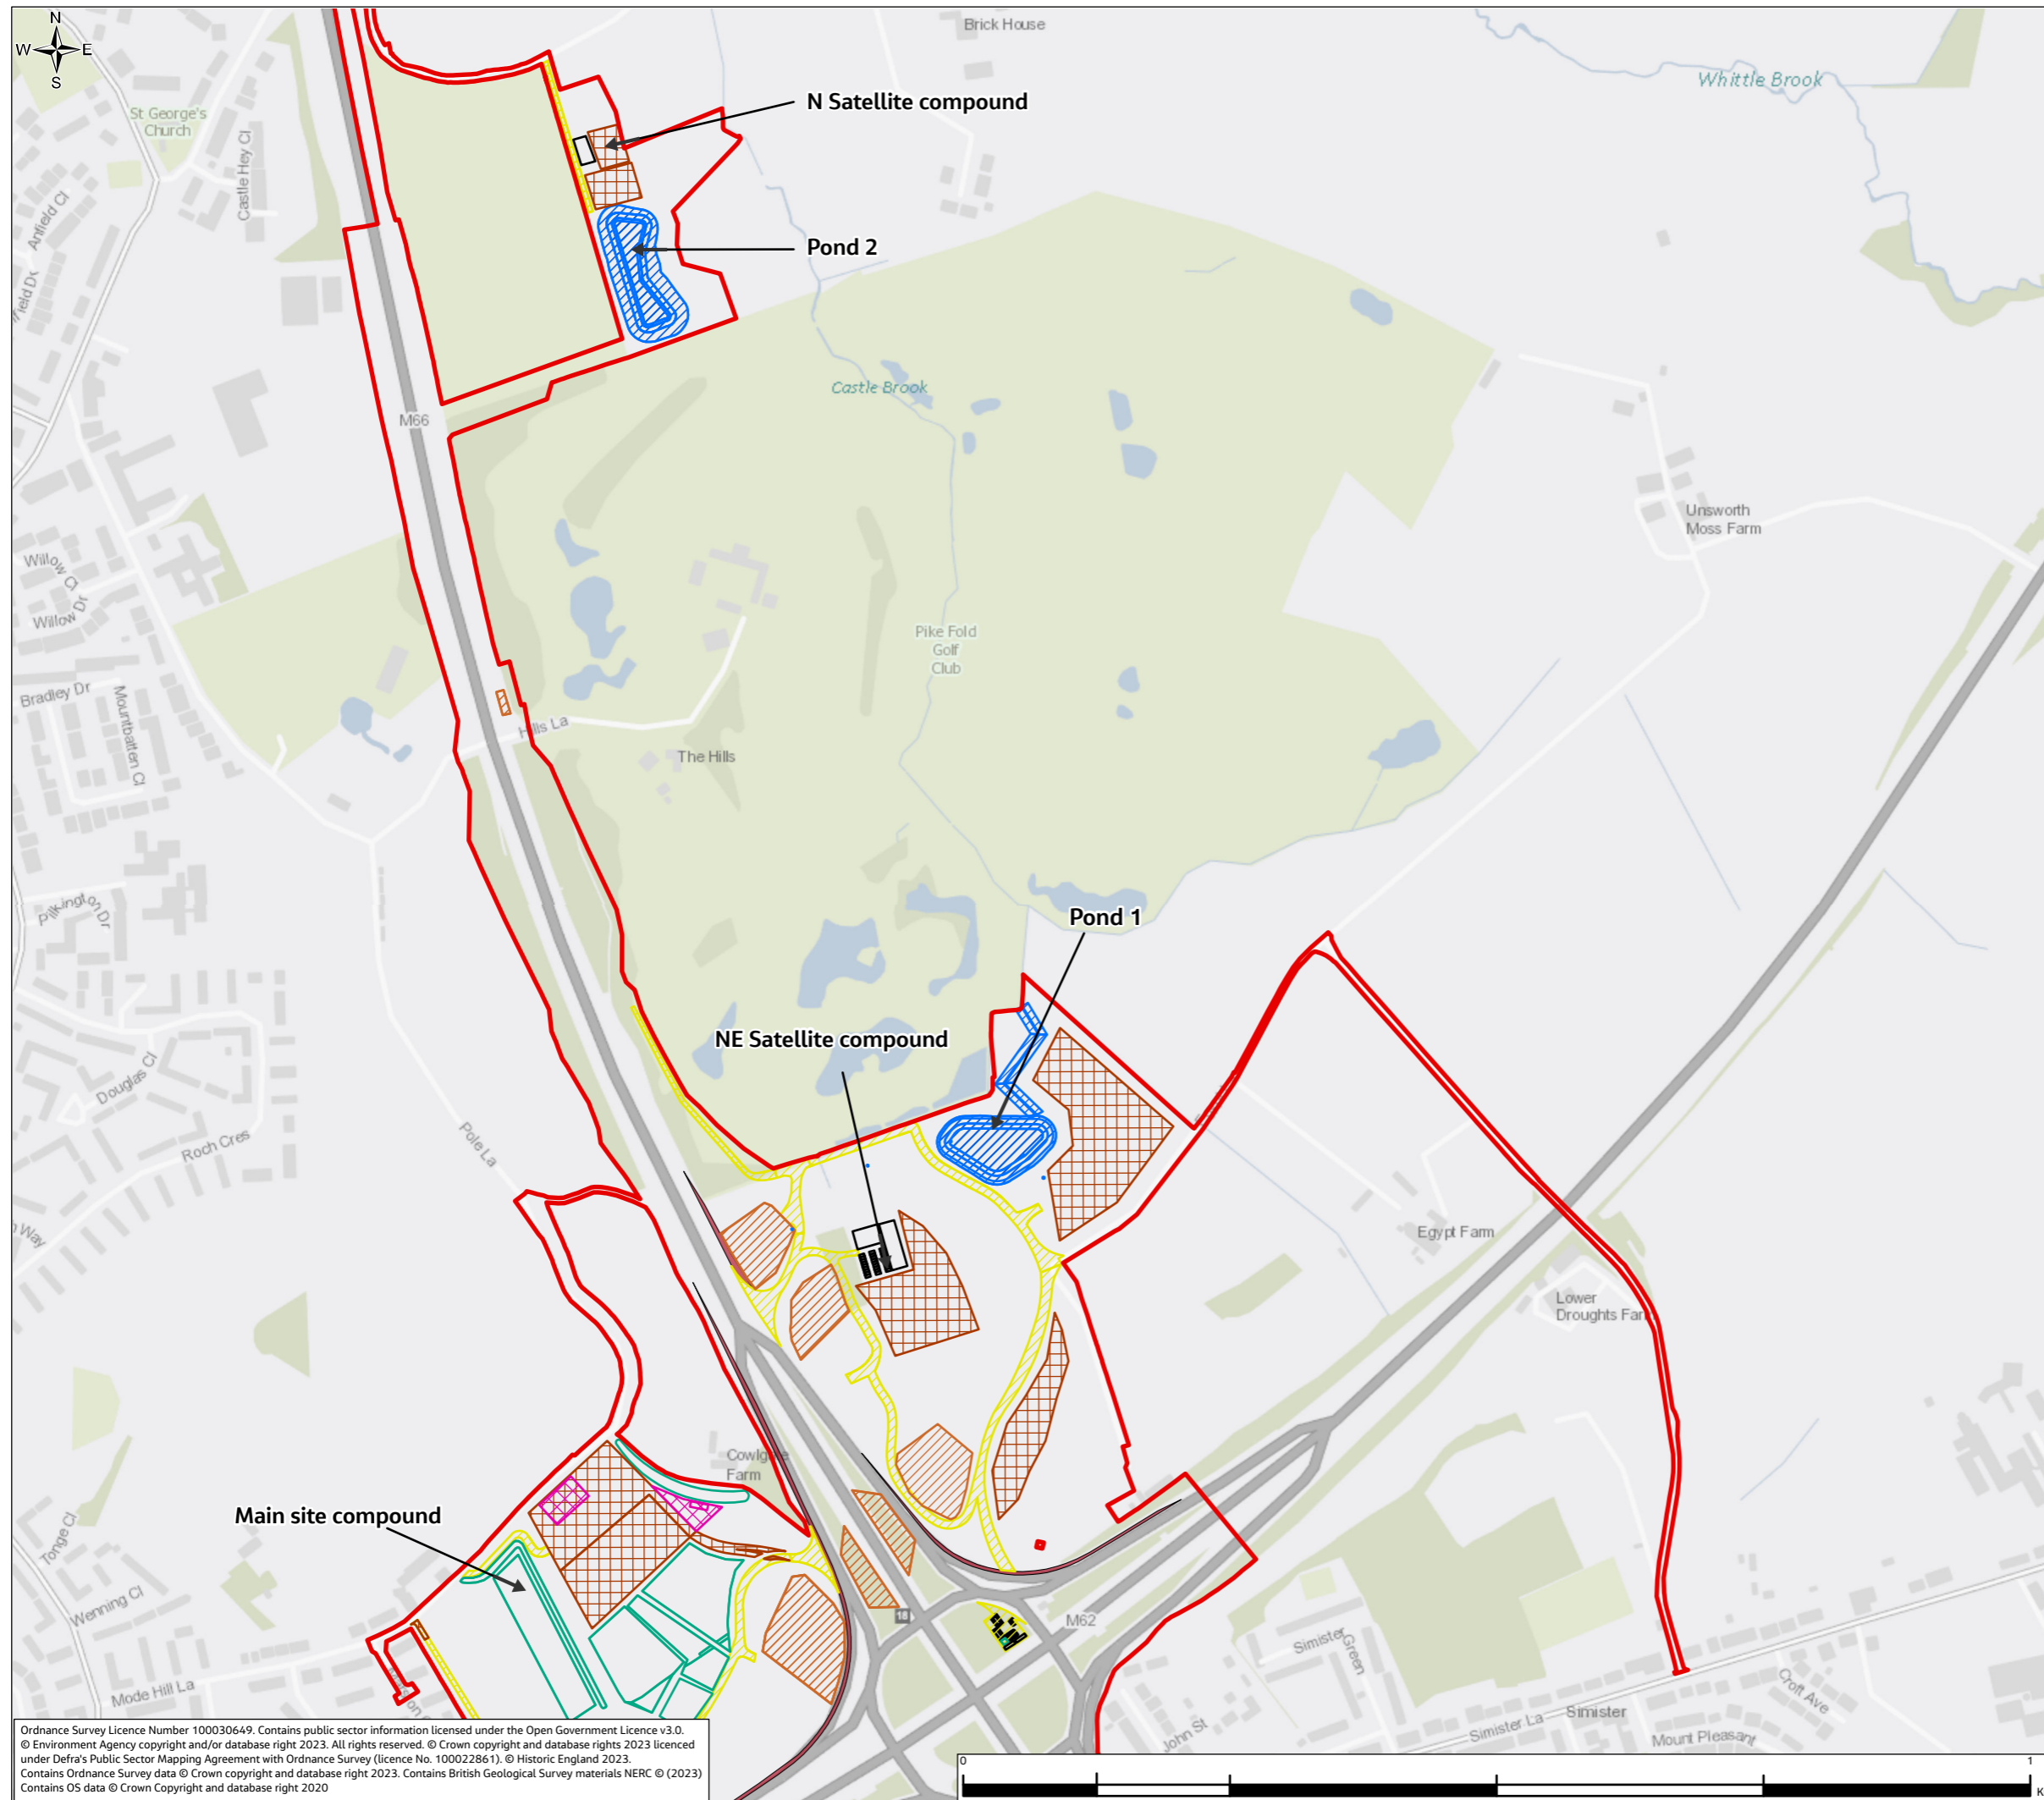 N
W E
S
Brick House
Whittle Brook
St George's
Church
Castle Hey Cl
N Satellite compound
Anfield Cl
Pond 2
Castle Brook
M66
Unsworth
Moss Farm
Willow Cl
Willow Dr
Pike Fold
Golf
Club
Bradley Dr
Mountbatten Cl
Hills La
The Hills
Pilkington Dr
Pond 1
NE Satellite compound
Douglas Cl
Roch Cres
Pole La
Way
Egypt Farm
Lower
Droughts Farm
Cowlgate
Farm
Main site compound
Tonge Cl
Wenning Cl
18
M62
Simister
Green
Mode Hill La
Croft Ave
Simister
Simister La
John St
Mount Pleasant
Ordnance Survey Licence Number 100030649. Contains public sector information licensed under the Open Government Licence v3.0.
© Environment Agency copyright and/or database right 2023. All rights reserved. © Crown copyright and database rights 2023 licenced
under Defra's Public Sector Mapping Agreement with Ordnance Survey (licence No. 100022861). © Historic England 2023.
Contains Ordnance Survey data © Crown copyright and database right 2023. Contains British Geological Survey materials NERC © (2023)
Contains OS data © Crown Copyright and database right 2020
0 1
K